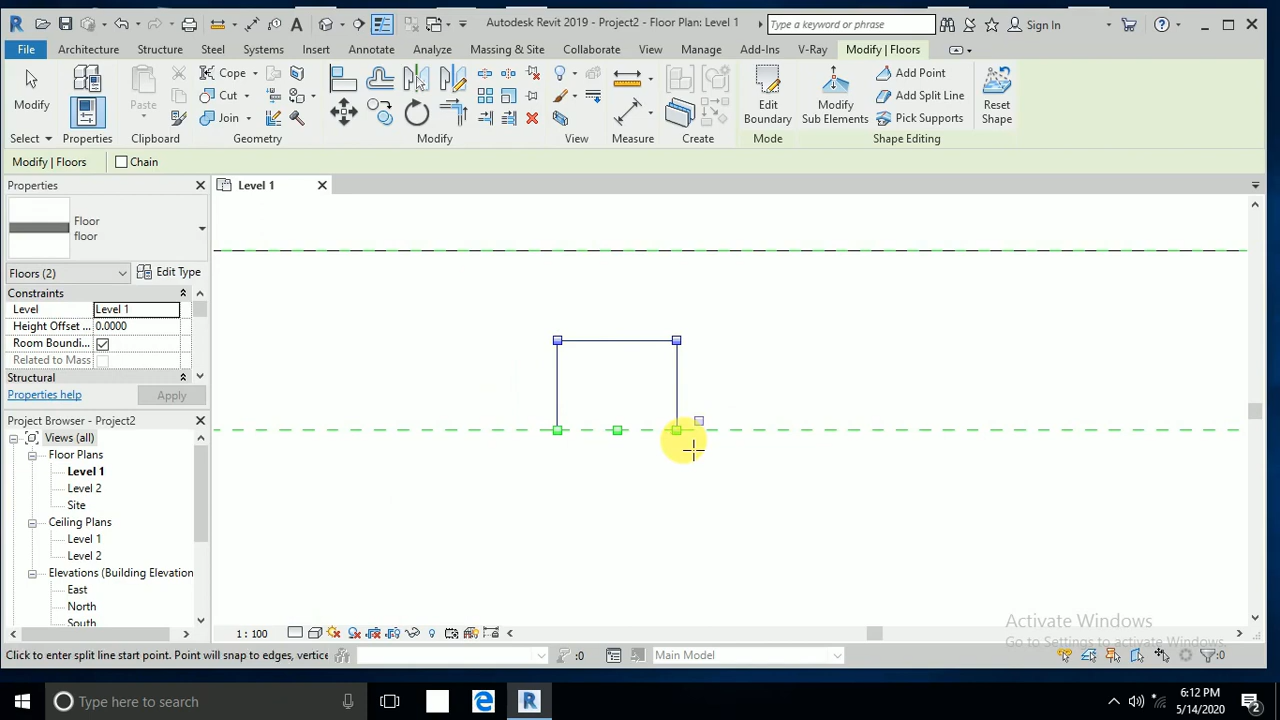 Autodesk Revit 2019 - Project2 - Floor Plan: Level 1
Type a keyword or phrase
Sign In
File
Architecture
Structure
Steel
Systems
Insert
Annotate
Analyze
Massing & Site
Collaborate
View
Manage
Add-Ins
V-Ray
Modify | Floors
Modify
Paste
Cope
Cut
Join
Edit
Boundary
Modify
Sub Elements
Add Point
Add Split Line
Pick Supports
Reset
Shape
Select
Properties
Clipboard
Geometry
Modify
View
Measure
Create
Mode
Shape Editing
Modify | Floors
Chain
Properties
Level 1
Floor
floor
Floors (2)
Edit Type
Constraints
Level
Level 1
Height Offset ...
0.0000
Room Boundi...
Related to Mass
Structural
Properties help
Apply
Project Browser - Project2
Views (all)
Floor Plans
Level 1
Level 2
Site
Ceiling Plans
Level 1
Level 2
Elevations (Building Elevation
East
North
South
1 : 100
Activate Windows
Go to Settings to activate Windows.
Click to enter split line start point. Point will snap to edges, vertice
:0
Main Model
:0
Type here to search
6:12 PM
5/14/2020
2